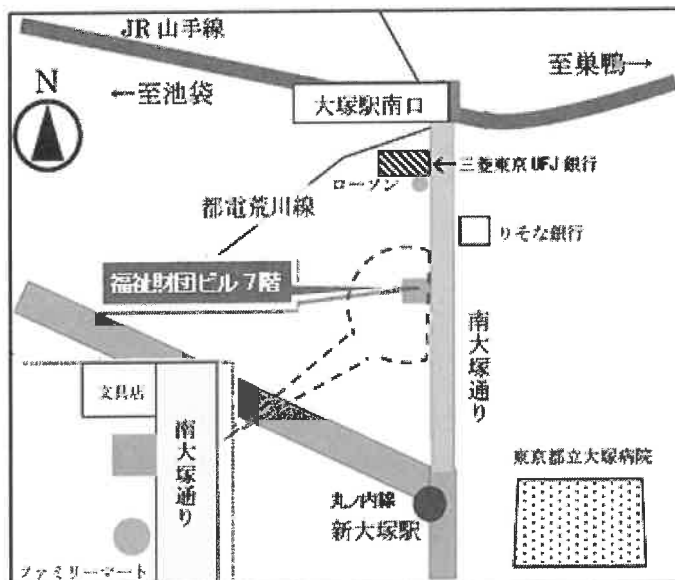 JR 山手線
至巣鴨→
N
←至池袋
大塚駅南口
←三菱東京UFJ銀行
ローソン
都電荒川線
りそな銀行
福祉財団ビル7階
南大塚通り
文具店
南大塚通り
東京都立大塚病院
丸ノ内線
新大塚駅
ファミリーマート